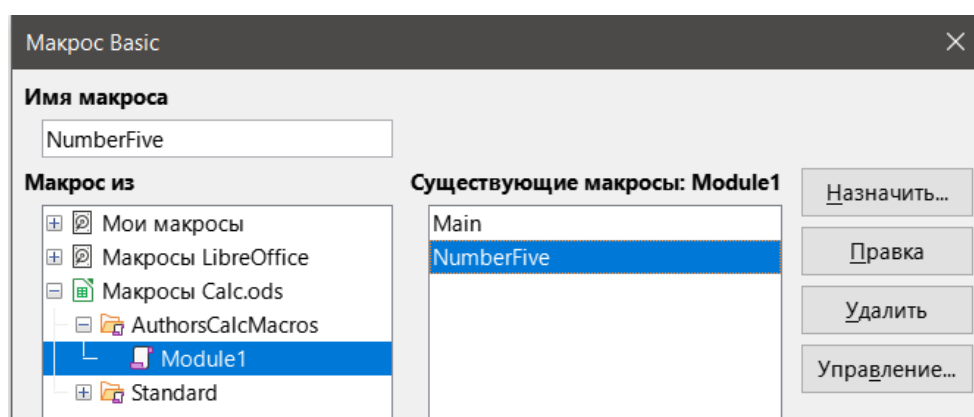 Макрос Basic
Имя макроса
NumberFive
Макрос из
Мои макросы
Макросы LibreOffice
Макросы Calc.ods
AuthorsCalcMacros
Module1
Standard
Существующие макросы: Module1
Main
NumberFive
Назначить...
Правка
Удалить
Управление...